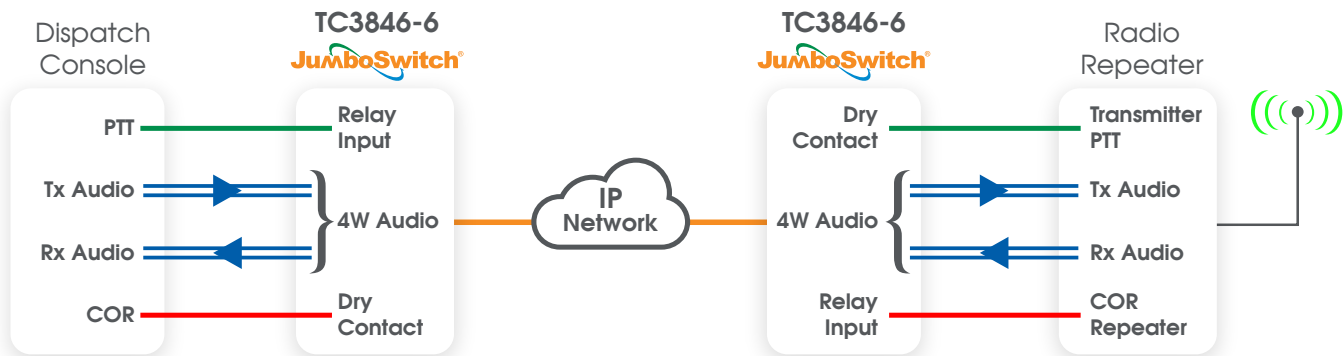 Dispatch
Console
PTT
Tx Audio
Rx Audio
COR
TC3846-6
JumboSwitch®
Relay
Input
4W Audio
Dry
Contact
IP
Network
TC3846-6
JumboSwitch®
Dry
Contact
4W Audio
Relay
Input
Radio
Repeater
Transmitter
PTT
Tx Audio
Rx Audio
COR
Repeater